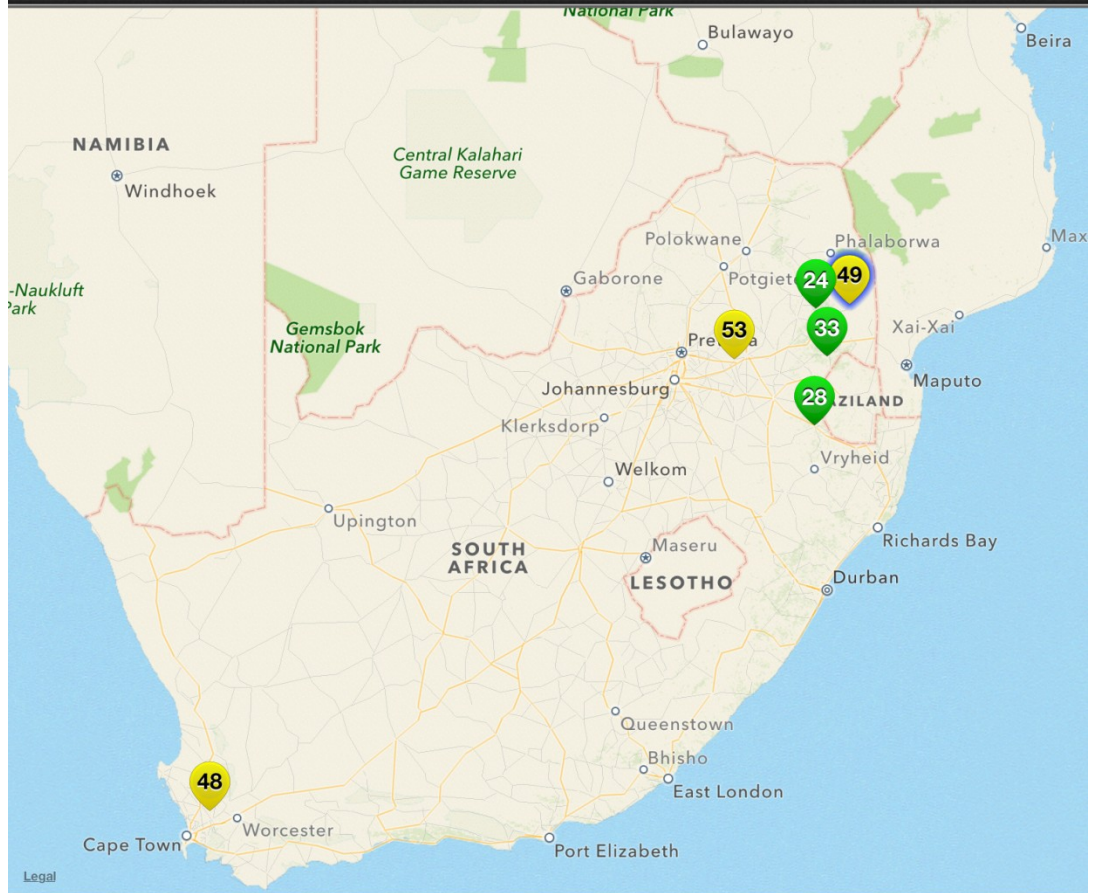 National Park
Bulawayo
Beira
NAMIBIA
Windhoek
Central Kalahari
Game Reserve
Polokwane
Phalaborwa
Max
-Naukluft
Park
Gaborone
Potgiet
24
49
Gemsbok
National Park
53
33
Xai-Xai
Pre a
Johannesburg
Maputo
28
ZILAND
Klerksdorp
Vryheid
Welkom
Upington
Richards Bay
SOUTH
AFRICA
Maseru
LESOTHO
Durban
Queenstown
Bhisho
48
East London
Worcester
Cape Town
Port Elizabeth
Legal